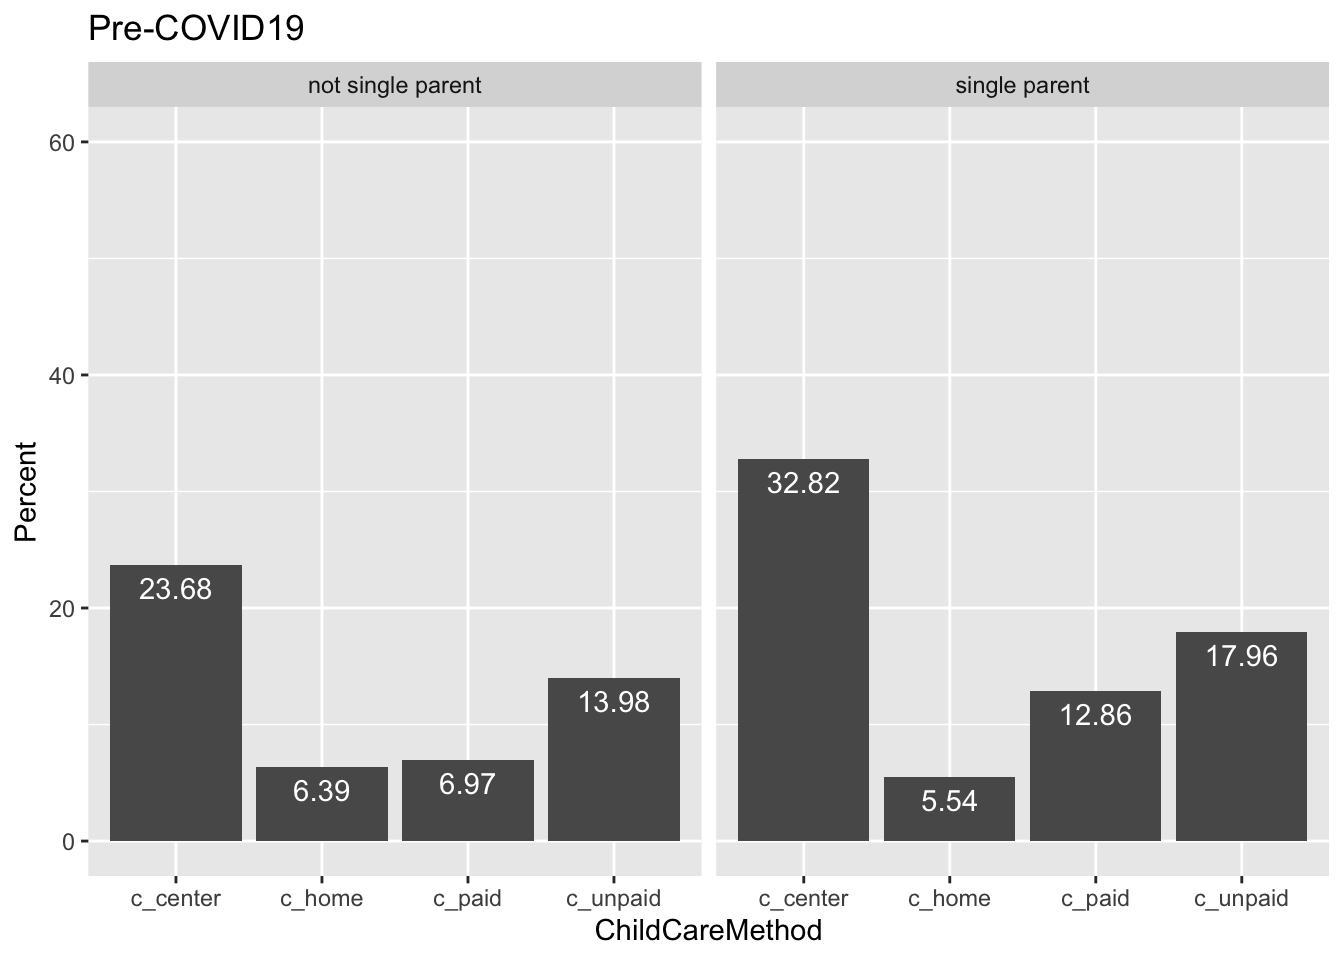 Pre-COVID19
not single parent
single parent
Percent
60
40
20
0
23.68
6.39
6.97
13.98
32.82
5.54
12.86
17.96
c_center c_home c_paid c_unpaid
c_center c_home c_paid c_unpaid
ChildCareMethod